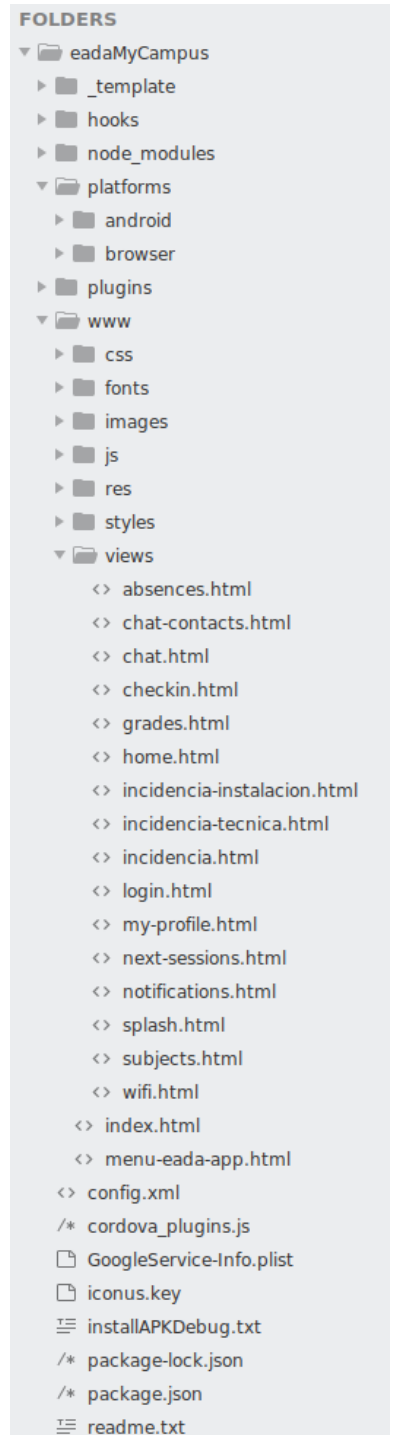 FOLDERS
eadaMyCampus
_template
hooks
node_modules
platforms
android
browser
plugins
www
css
fonts
images
js
res
styles
views
absences.html
chat-contacts.html
chat.html
checkin.html
grades.html
home.html
incidencia-instalacion.html
incidencia-tecnica.html
incidencia.html
login.html
my-profile.html
next-sessions.html
notifications.html
splash.html
subjects.html
wifi.html
index.html
menu-eada-app.html
config.xml
cordova_plugins.js
GoogleService-Info.plist
iconus.key
installAPKDebug.txt
package-lock.json
package.json
readme.txt